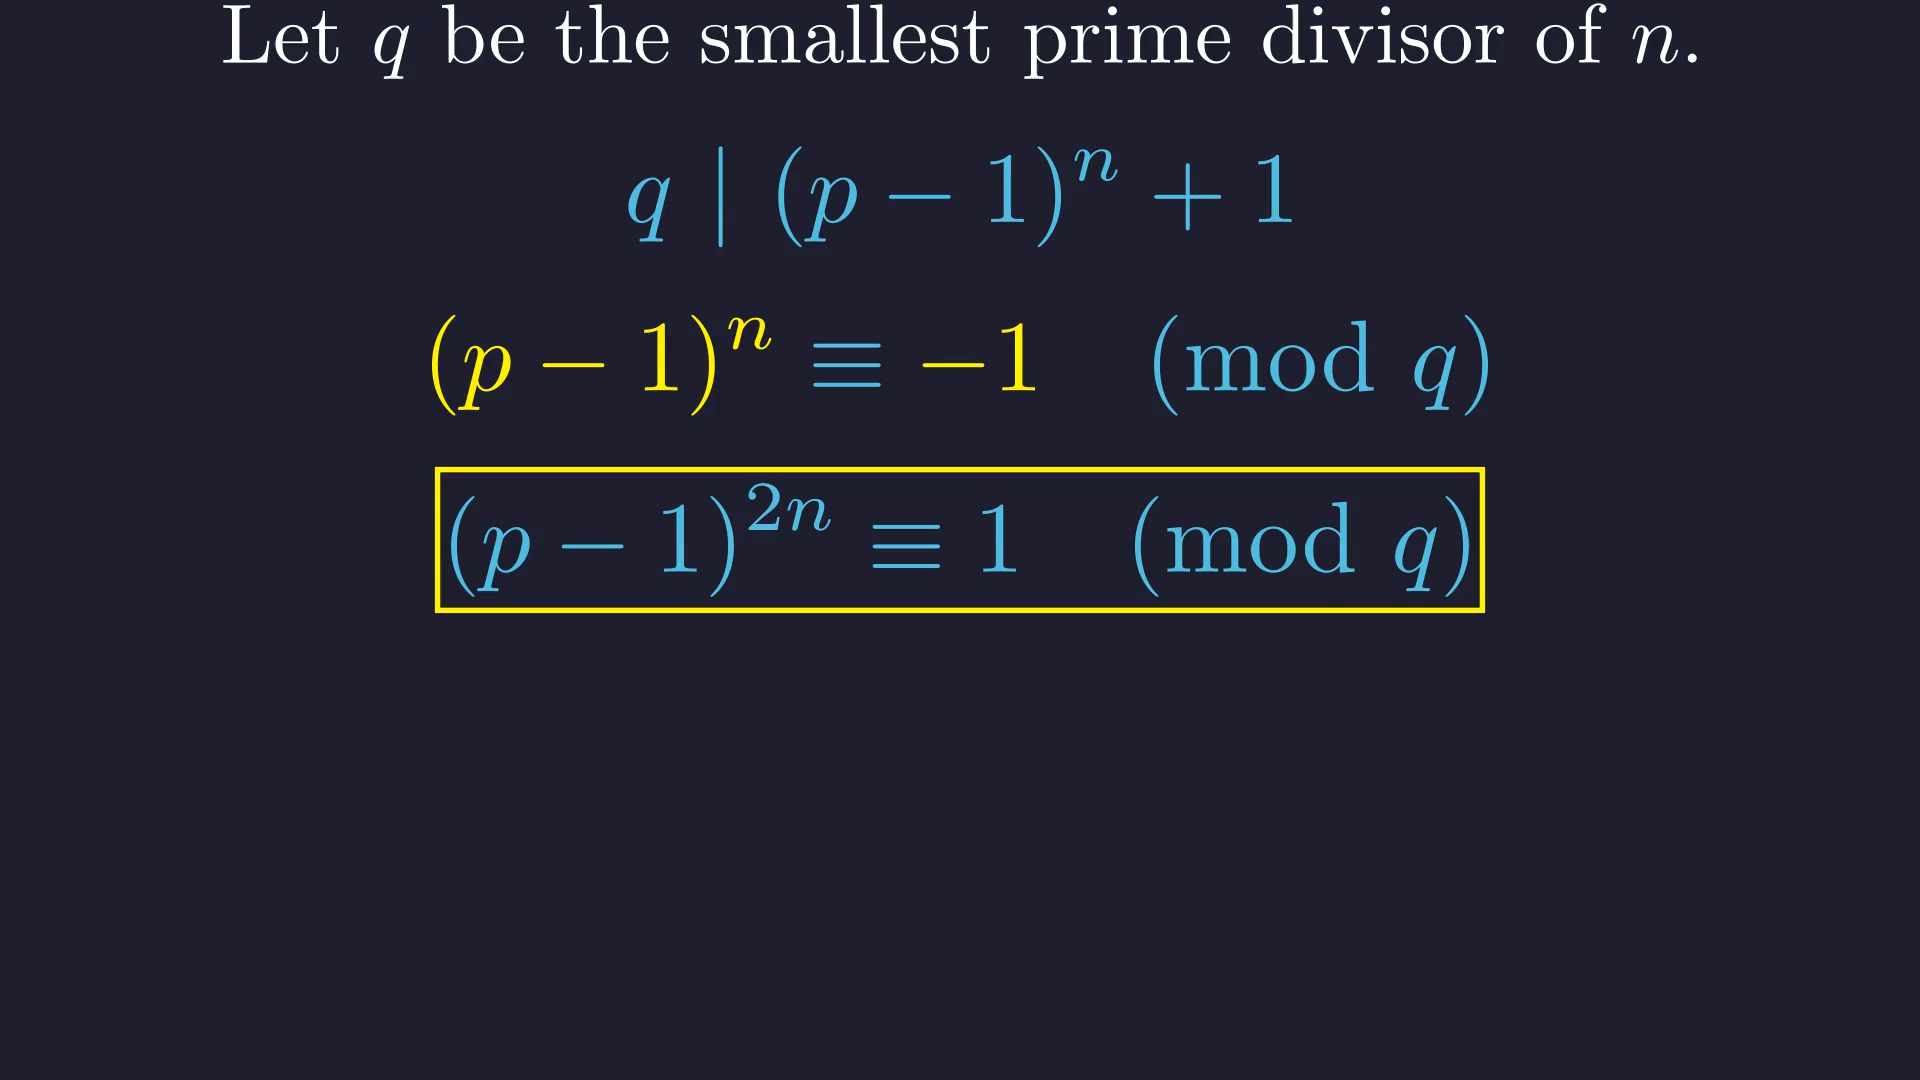 Let q be the smallest prime divisor of n.
q | (p − 1)ⁿ + 1
(p − 1)ⁿ ≡ −1 (mod q)
(p − 1)²ⁿ ≡ 1 (mod q)